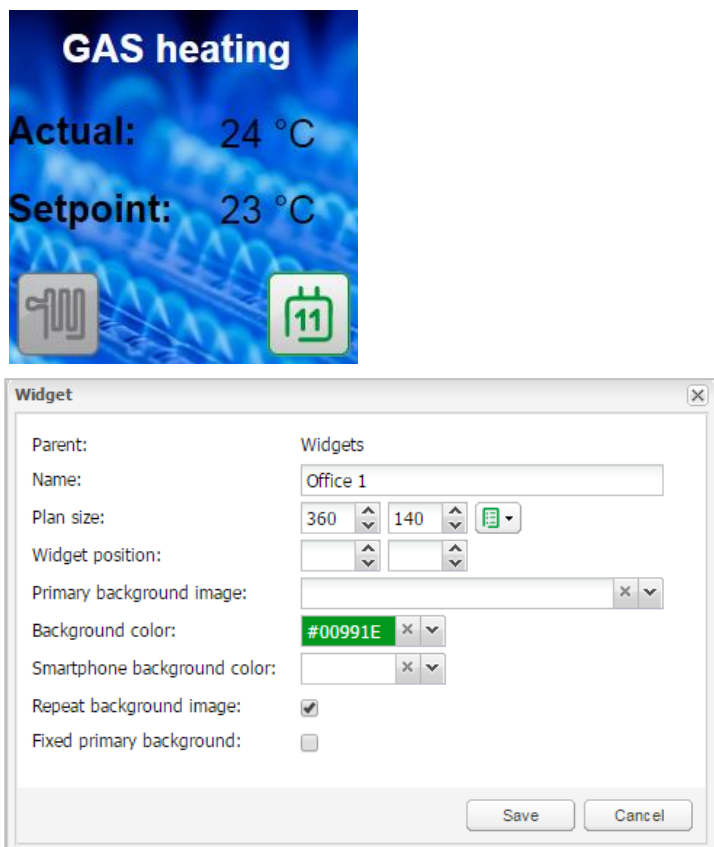 GAS heating
Actual: 24 °C
Setpoint: 23 °C
11
Widget
Parent: Widgets
Name: Office 1
Plan size: 360 140
Widget position:
Primary background image:
Background color: #00991E
Smartphone background color:
Repeat background image:
Fixed primary background:
Save Cancel